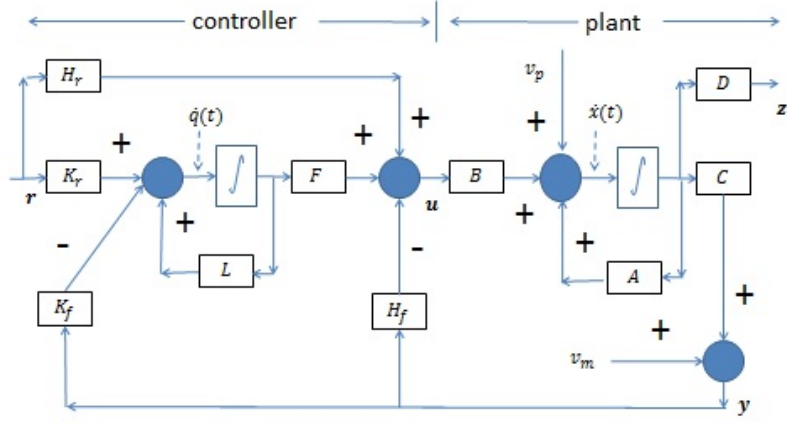 controller plant
H_r v_p D
q̇(t) ẋ(t) z
+ + + +
r K_r ∫ F u B ∫ C
- + L - + + A
K_f H_f + +
v_m
y